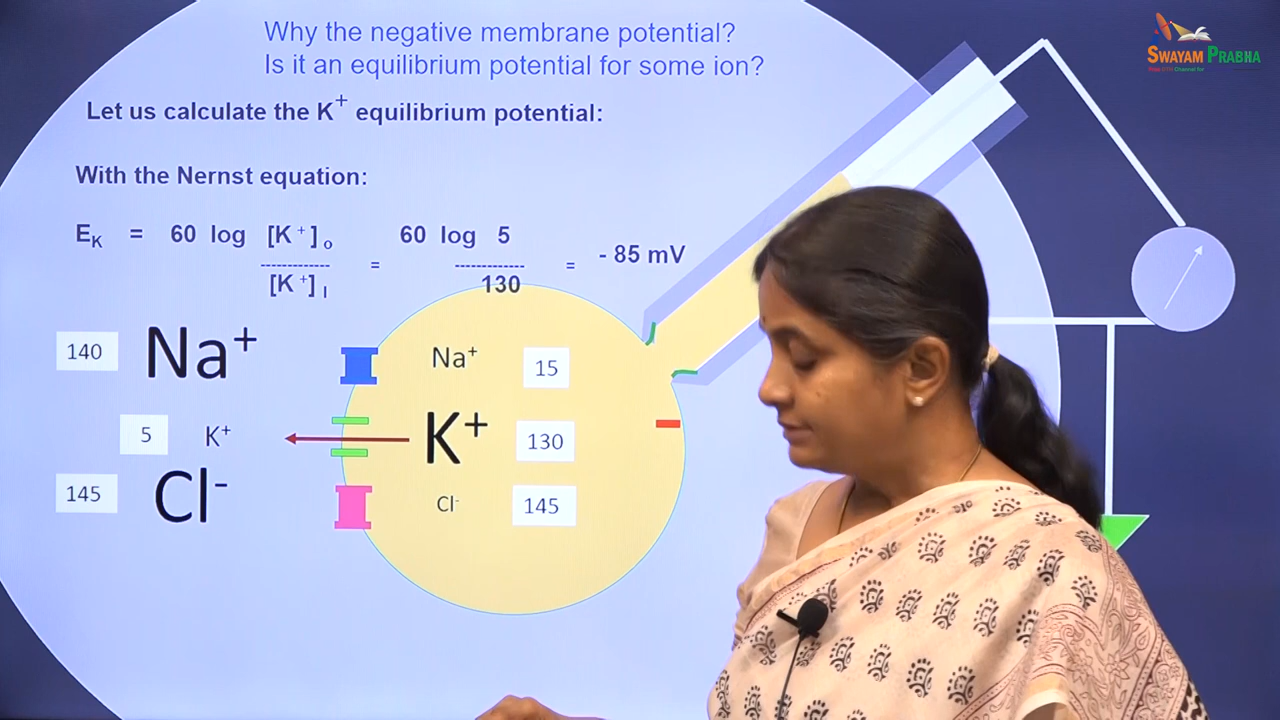 Why the negative membrane potential?
Is it an equilibrium potential for some ion?
SWAYAM PRABHA
Let us calculate the K+ equilibrium potential:
With the Nernst equation:
EK = 60 log [K+]o / [K+]I = 60 log 5 / 130 = - 85 mV
140 Na+ Na+ 15
5 K+ K+ 130
145 Cl- Cl- 145